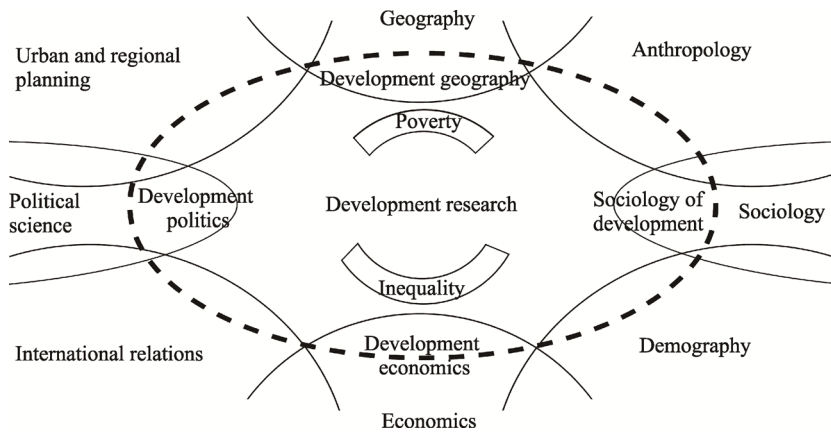 Geography
Urban and regional
planning
Anthropology
Development geography
Poverty
Political
science
Development
politics
Development research
Sociology of
development
Sociology
Inequality
International relations
Development
economics
Demography
Economics